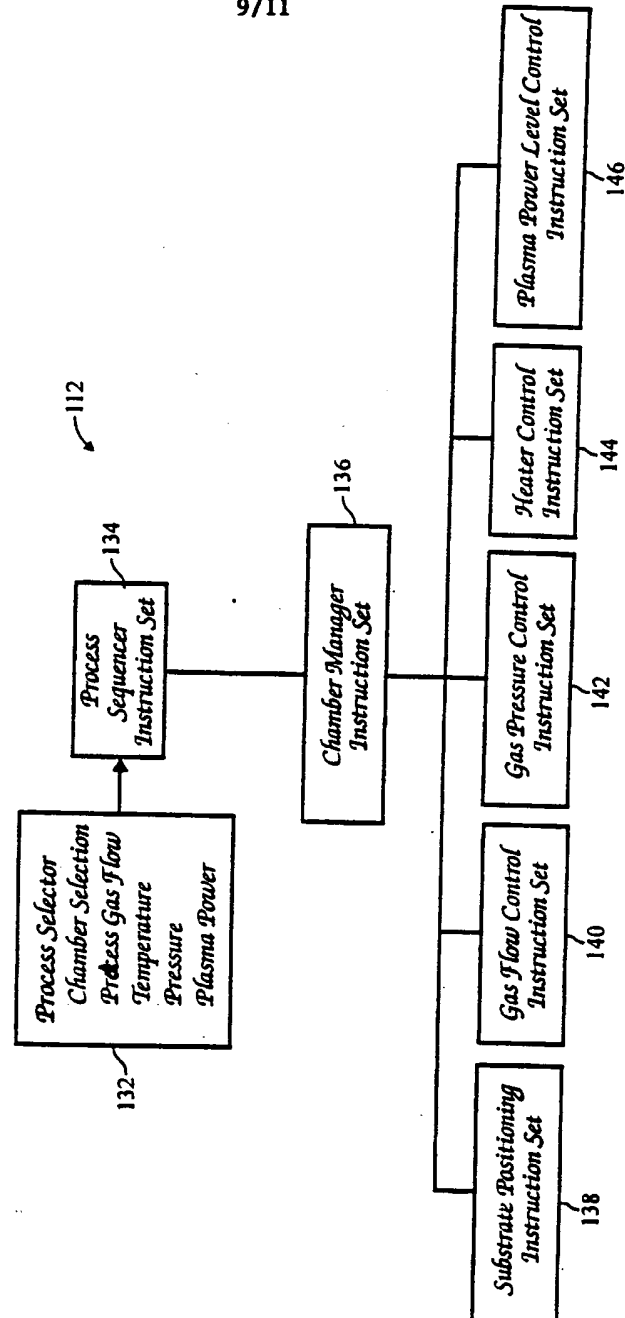 9/11
112
Process Selector
Chamber Selection
Process Gas Flow
Temperature
Pressure
Plasma Power
132
Process
Sequencer
Instruction Set
134
Chamber Manager
Instruction Set
136
Substrate Positioning
Instruction Set
138
Gas Flow Control
Instruction Set
140
Gas Pressure Control
Instruction Set
142
Heater Control
Instruction Set
144
Plasma Power Level Control
Instruction Set
146